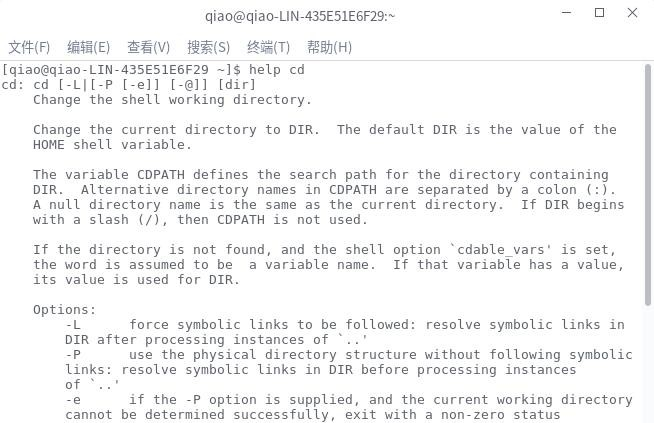 qiao@qiao-LIN-435E51E6F29:~
文件(F) 编辑(E) 查看(V) 搜索(S) 终端(T) 帮助(H)
[qiao@qiao-LIN-435E51E6F29 ~]$ help cd
cd: cd [-L|[-P [-e]] [-@]] [dir]
    Change the shell working directory.

    Change the current directory to DIR.  The default DIR is the value of the
    HOME shell variable.

    The variable CDPATH defines the search path for the directory containing
    DIR.  Alternative directory names in CDPATH are separated by a colon (:).
    A null directory name is the same as the current directory.  If DIR begins
    with a slash (/), then CDPATH is not used.

    If the directory is not found, and the shell option `cdable_vars' is set,
    the word is assumed to be  a variable name.  If that variable has a value,
    its value is used for DIR.

    Options:
        -L      force symbolic links to be followed: resolve symbolic links in
        DIR after processing instances of `..'
        -P      use the physical directory structure without following symbolic
        links: resolve symbolic links in DIR before processing instances
        of `..'
        -e      if the -P option is supplied, and the current working directory
        cannot be determined successfully, exit with a non-zero status